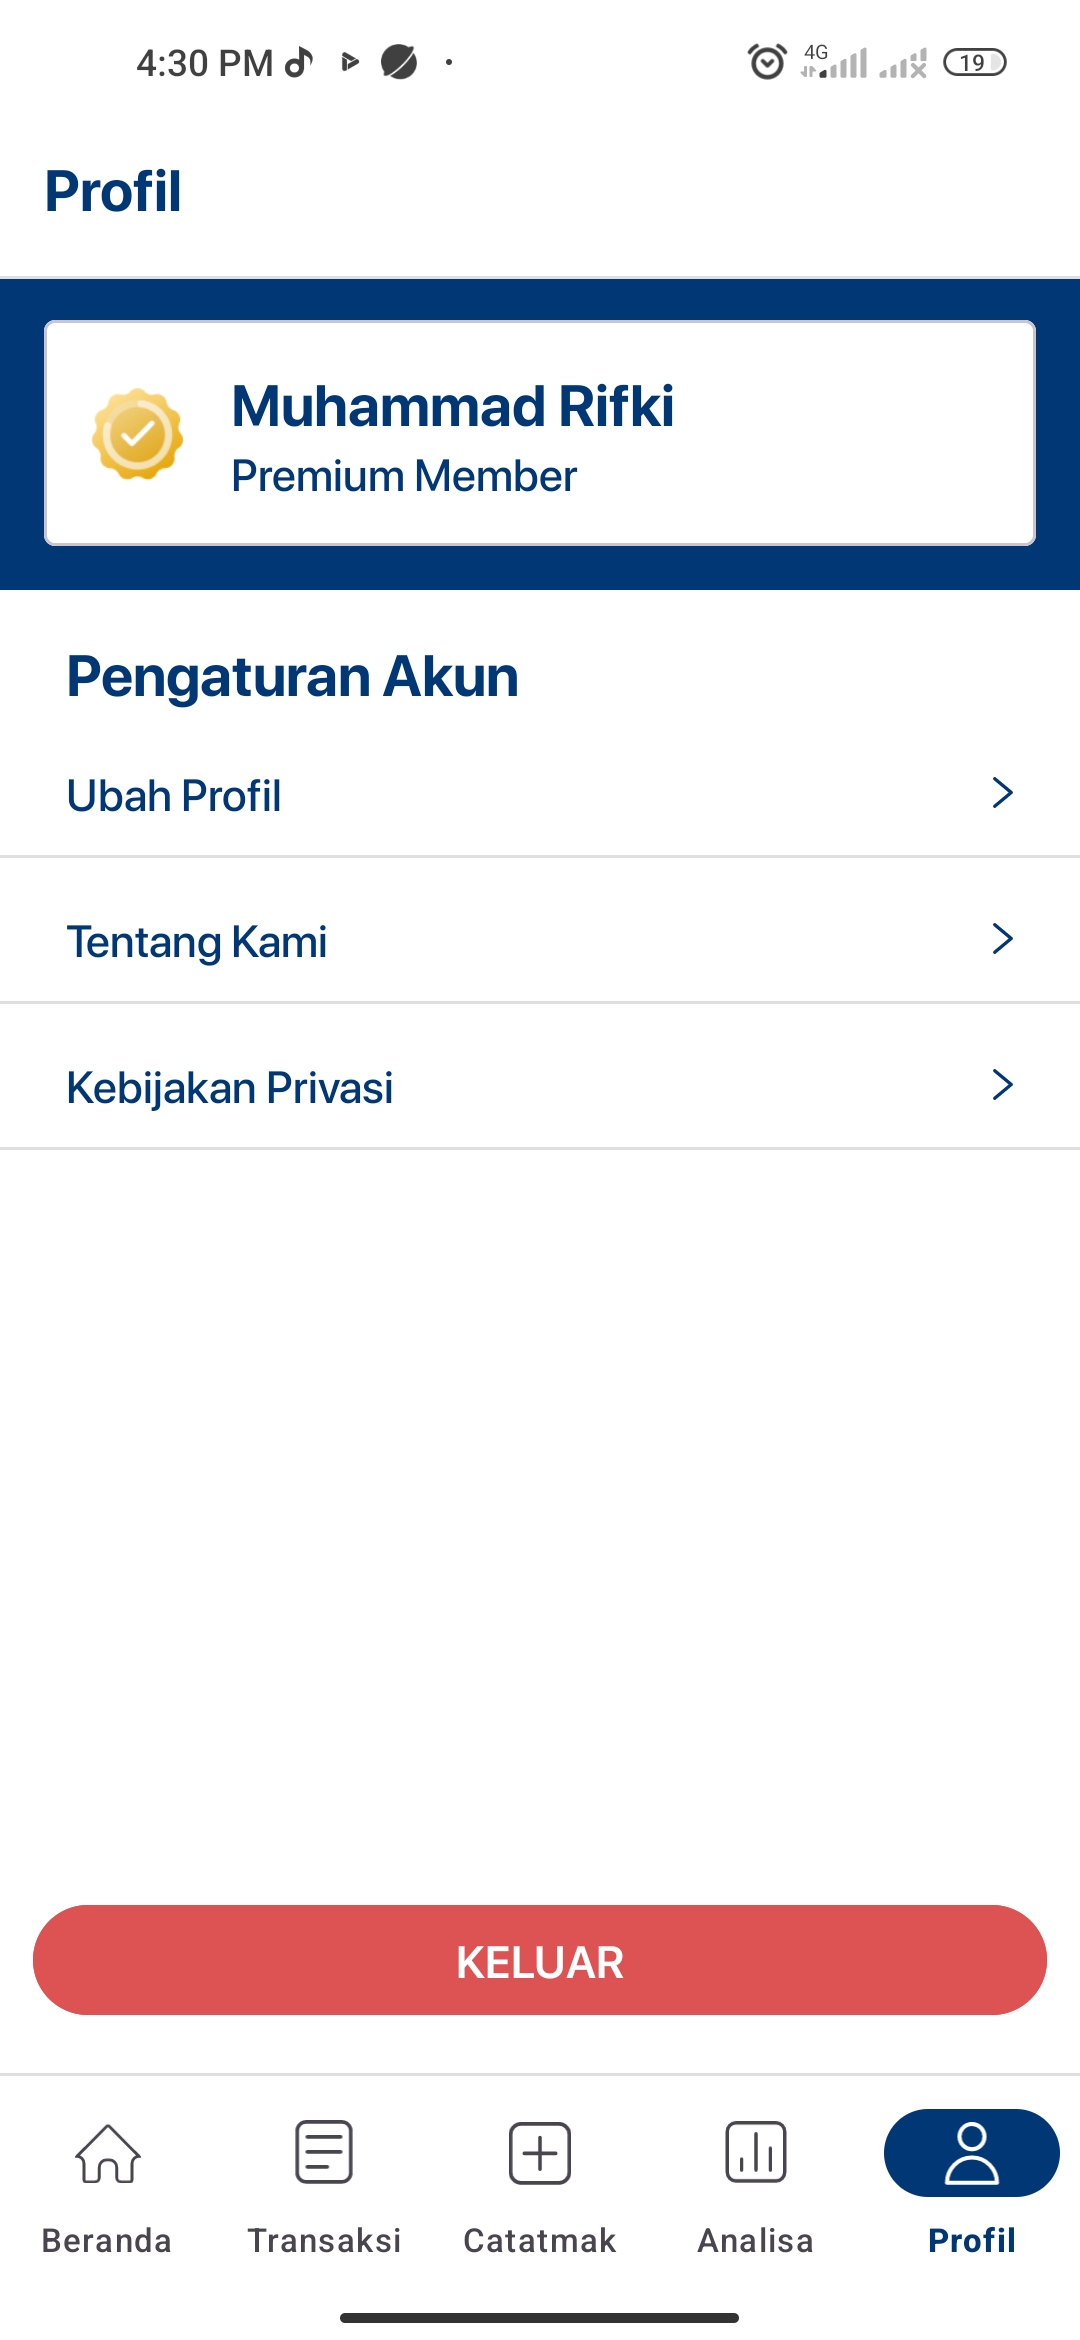 4:30 PM
4G
19
Profil
Muhammad Rifki
Premium Member
Pengaturan Akun
Ubah Profil
Tentang Kami
Kebijakan Privasi
KELUAR
Beranda
Transaksi
Catatmak
Analisa
Profil